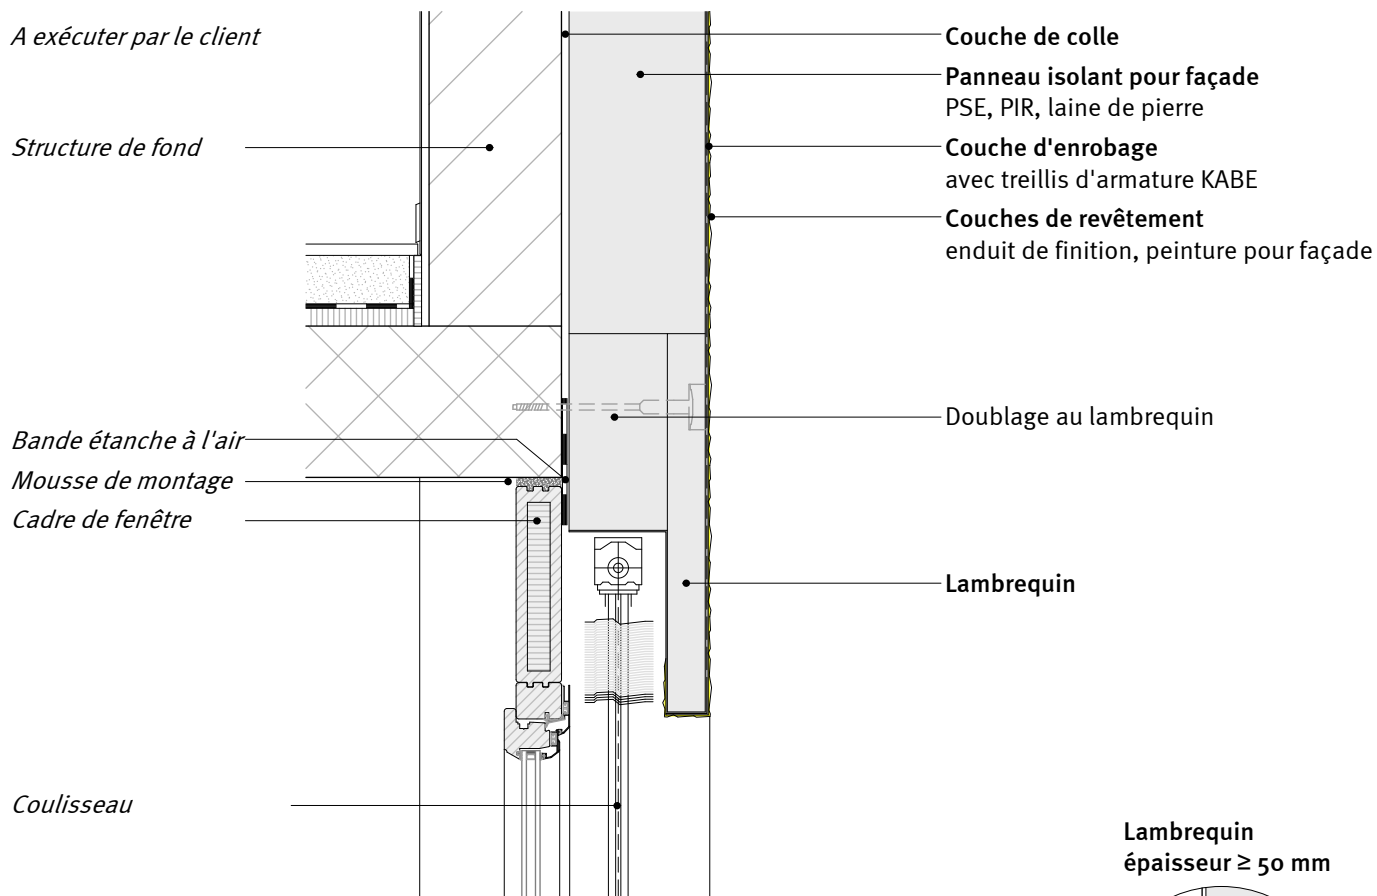 A exécuter par le client
Structure de fond
Bande étanche à l'air
Mousse de montage
Cadre de fenêtre
Coulisseau
Couche de colle
Panneau isolant pour façade
PSE, PIR, laine de pierre
Couche d'enrobage
avec treillis d'armature KABE
Couches de revêtement
enduit de finition, peinture pour façade
Doublage au lambrequin
Lambrequin
Lambrequin
épaisseur ≥ 50 mm